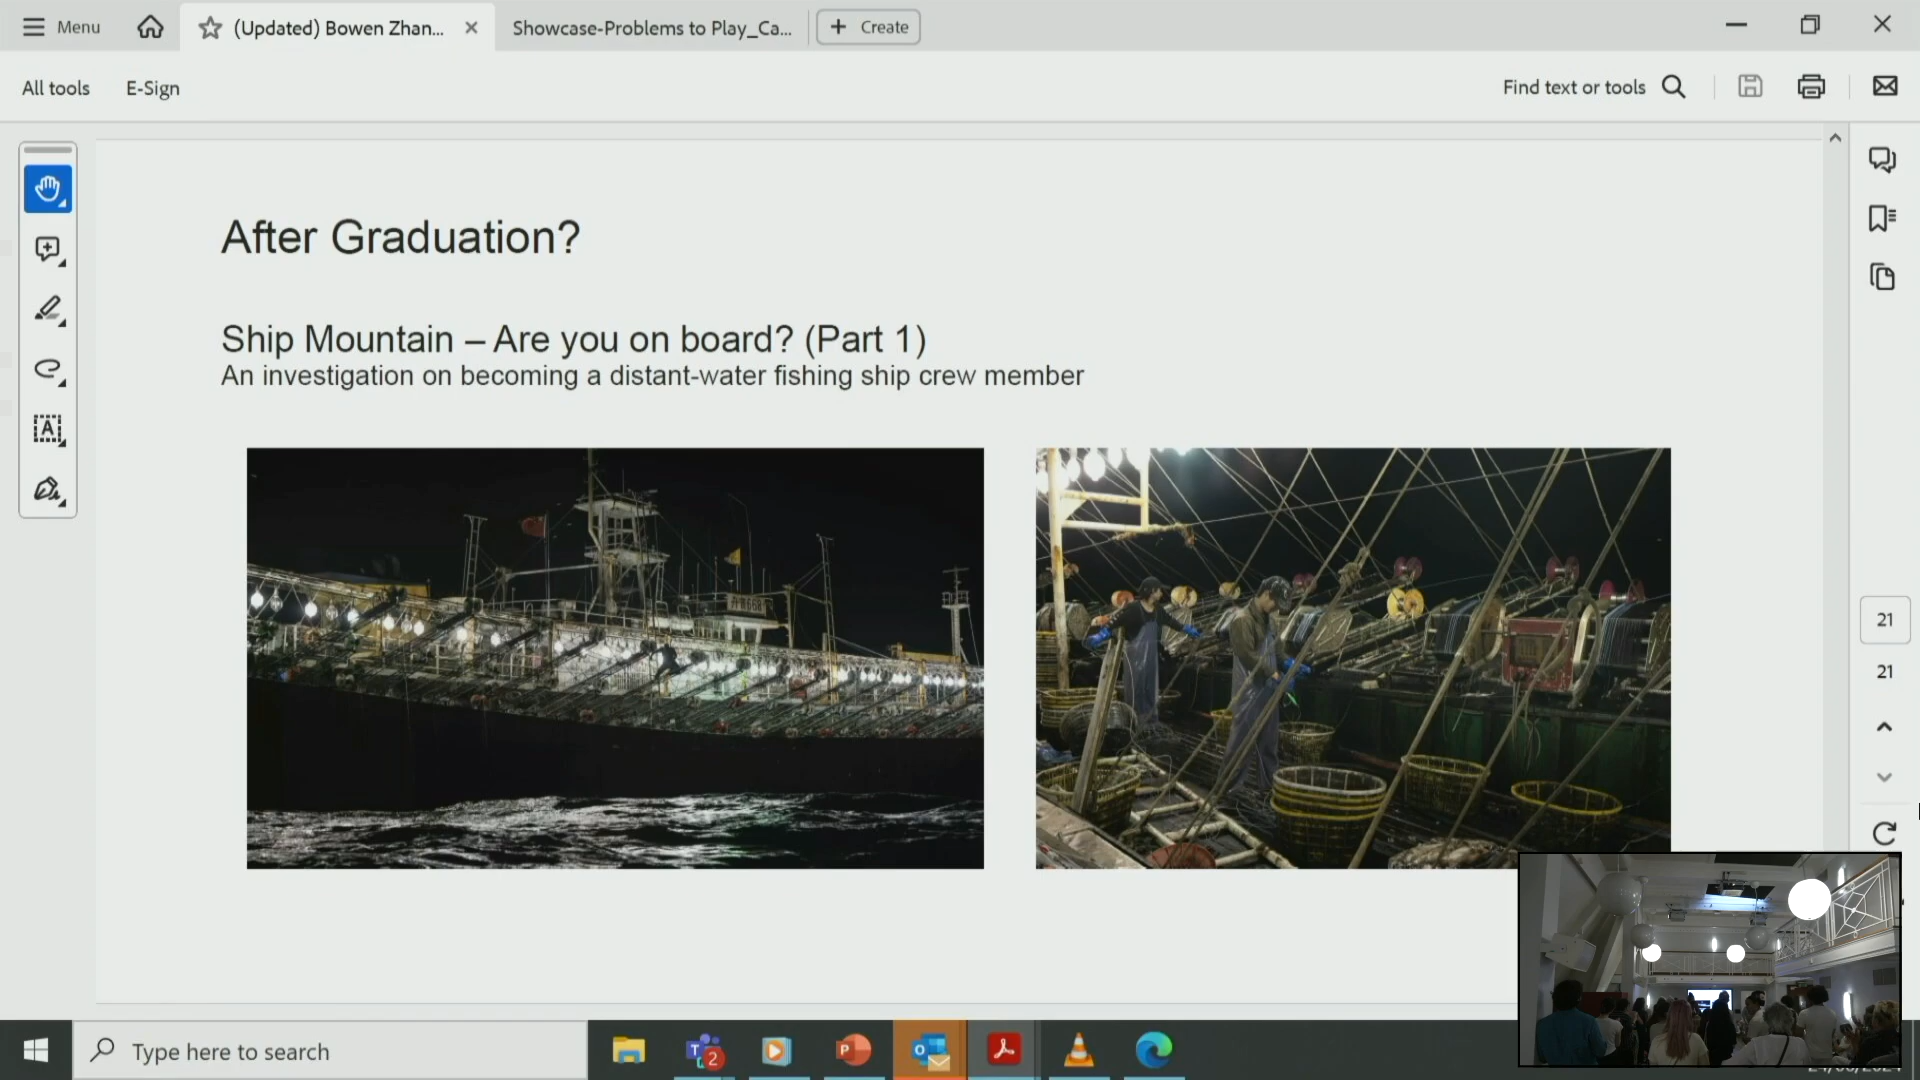 Menu
(Updated) Bowen Zhan...
Showcase-Problems to Play_Ca...
Create
All tools
E-Sign
Find text or tools
After Graduation?
Ship Mountain – Are you on board? (Part 1)
An investigation on becoming a distant-water fishing ship crew member
21
21
Type here to search
2